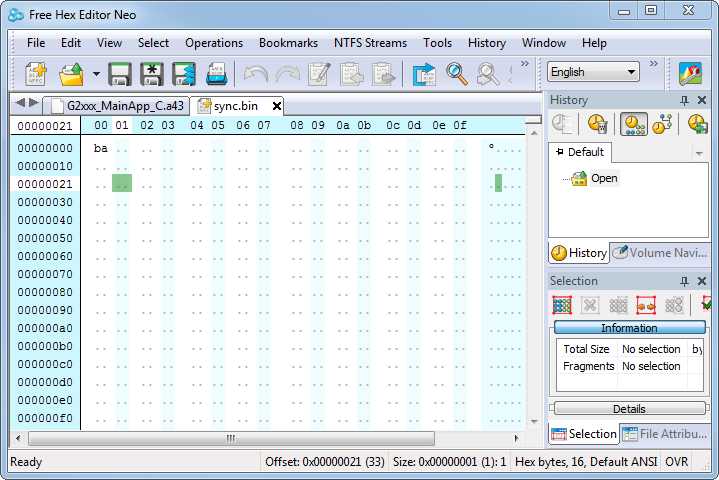 Free Hex Editor Neo
File Edit View Select Operations Bookmarks NTFS Streams Tools History Window Help
English
G2xxx_MainApp_C.a43 sync.bin
00000021 00 01 02 03 04 05 06 07 08 09 0a 0b 0c 0d 0e 0f
00000000 ba º
00000010
00000021
00000030
00000040
00000050
00000060
00000070
00000080
00000090
000000a0
000000b0
000000c0
000000d0
000000e0
000000f0
History
Default
Open
History Volume Navi...
Selection
Information
Total Size No selection by
Fragments No selection
Details
Selection File Attribu...
Ready Offset: 0x00000021 (33) Size: 0x00000001 (1): 1 Hex bytes, 16, Default ANSI OVR